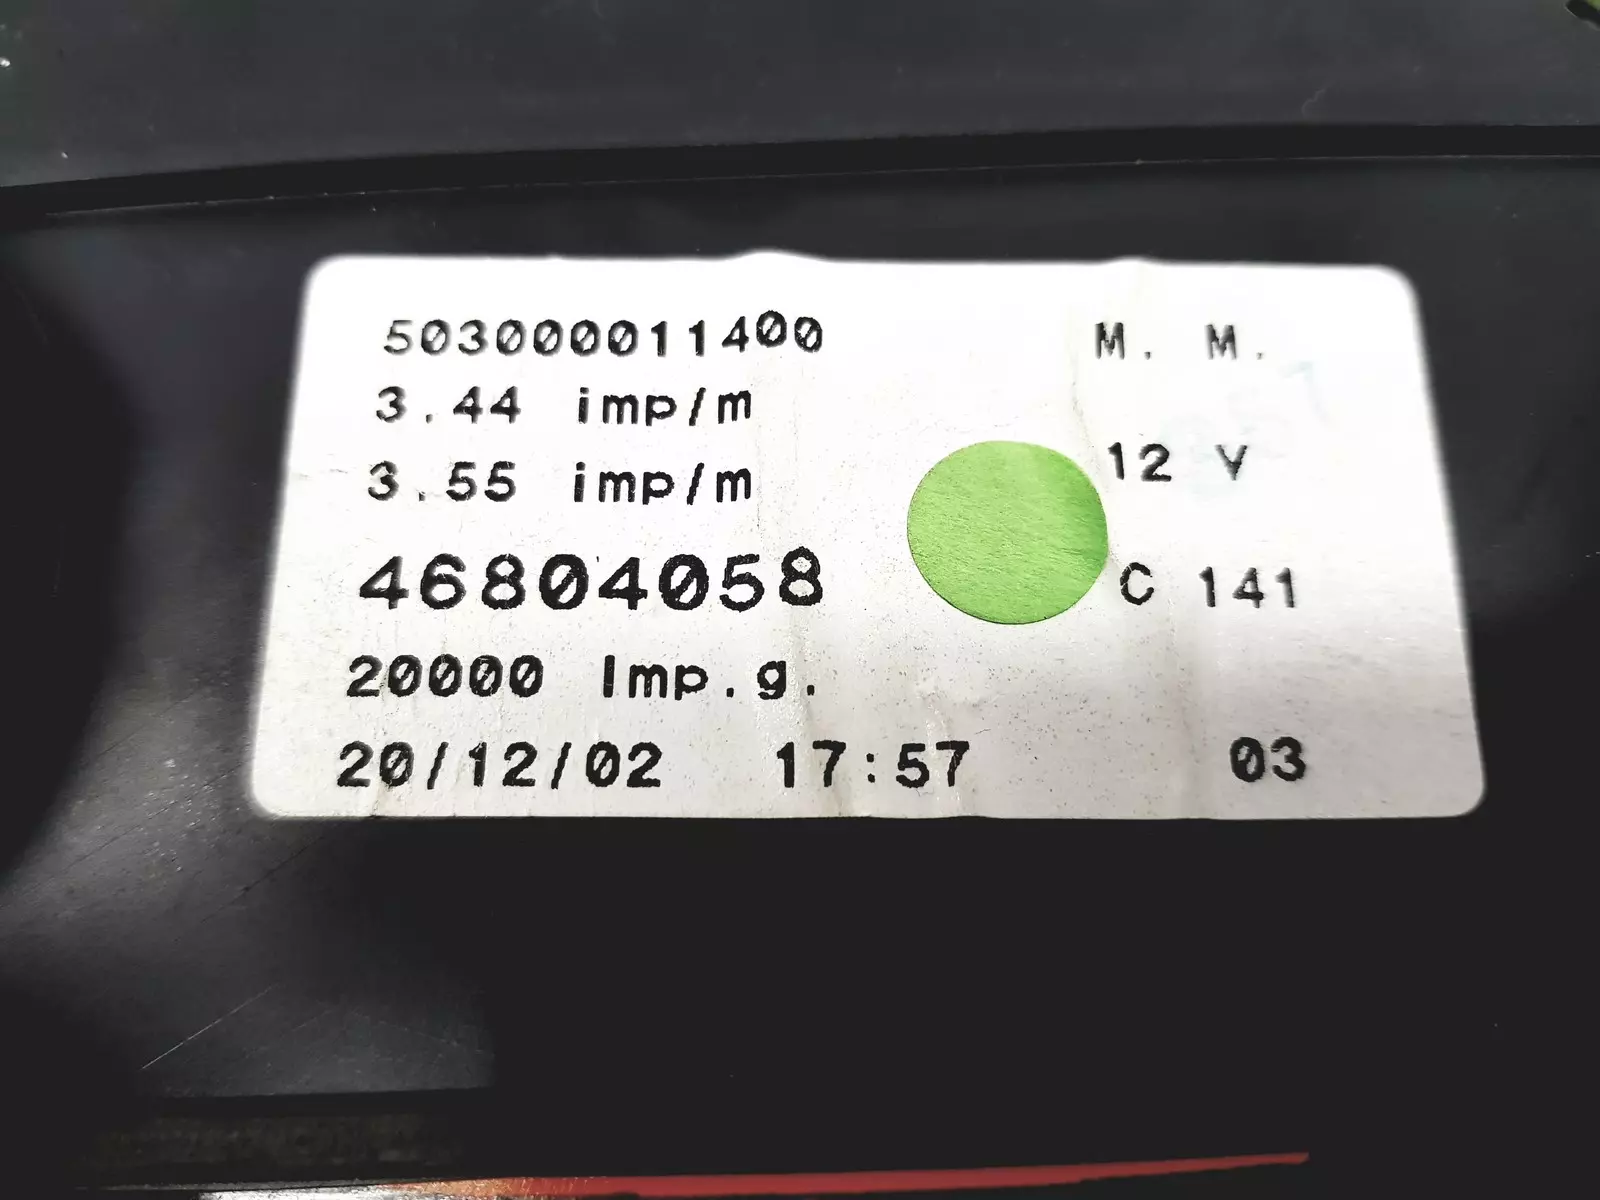 503000011400 M. M.
3.44 imp/m
3.55 imp/m 12 V
46804058 C 141
20000 Imp.g.
20/12/02 17:57 03